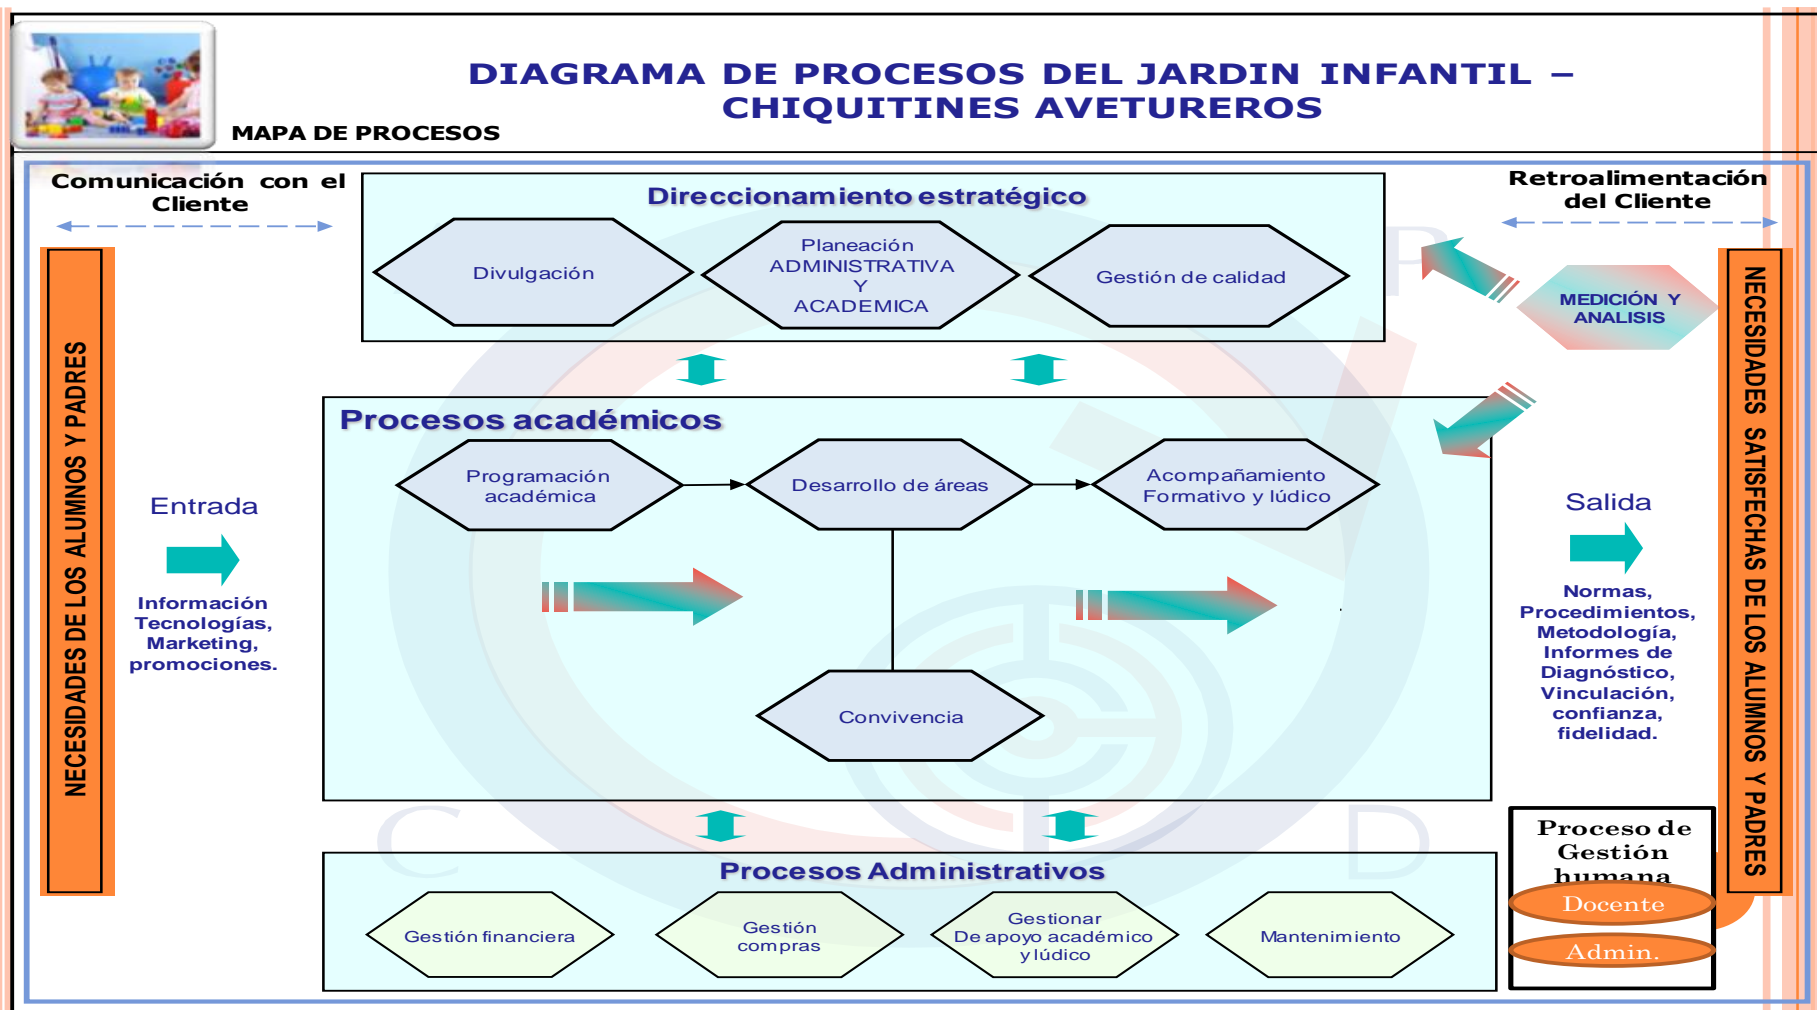 DIAGRAMA DE PROCESOS DEL JARDIN INFANTIL –
CHIQUITINES AVETUREROS
MAPA DE PROCESOS
Comunicación con el
Cliente
Retroalimentación
del Cliente
Direccionamiento estratégico
Divulgación
Planeación
ADMINISTRATIVA
Y
ACADEMICA
Gestión de calidad
MEDICIÓN Y
ANALISIS
NECESIDADES DE LOS ALUMNOS Y PADRES
Entrada
Información
Tecnologías,
Marketing,
promociones.
Procesos académicos
Programación
académica
Desarrollo de áreas
Acompañamiento
Formativo y lúdico
Convivencia
Salida
Normas,
Procedimientos,
Metodología,
Informes de
Diagnóstico,
Vinculación,
confianza,
fidelidad.
NECESIDADES SATISFECHAS DE LOS ALUMNOS Y PADRES
Procesos Administrativos
Gestión financiera
Gestión
compras
Gestionar
De apoyo académico
y lúdico
Mantenimiento
Proceso de
Gestión
humana
Docente
Admin.
P
C
D